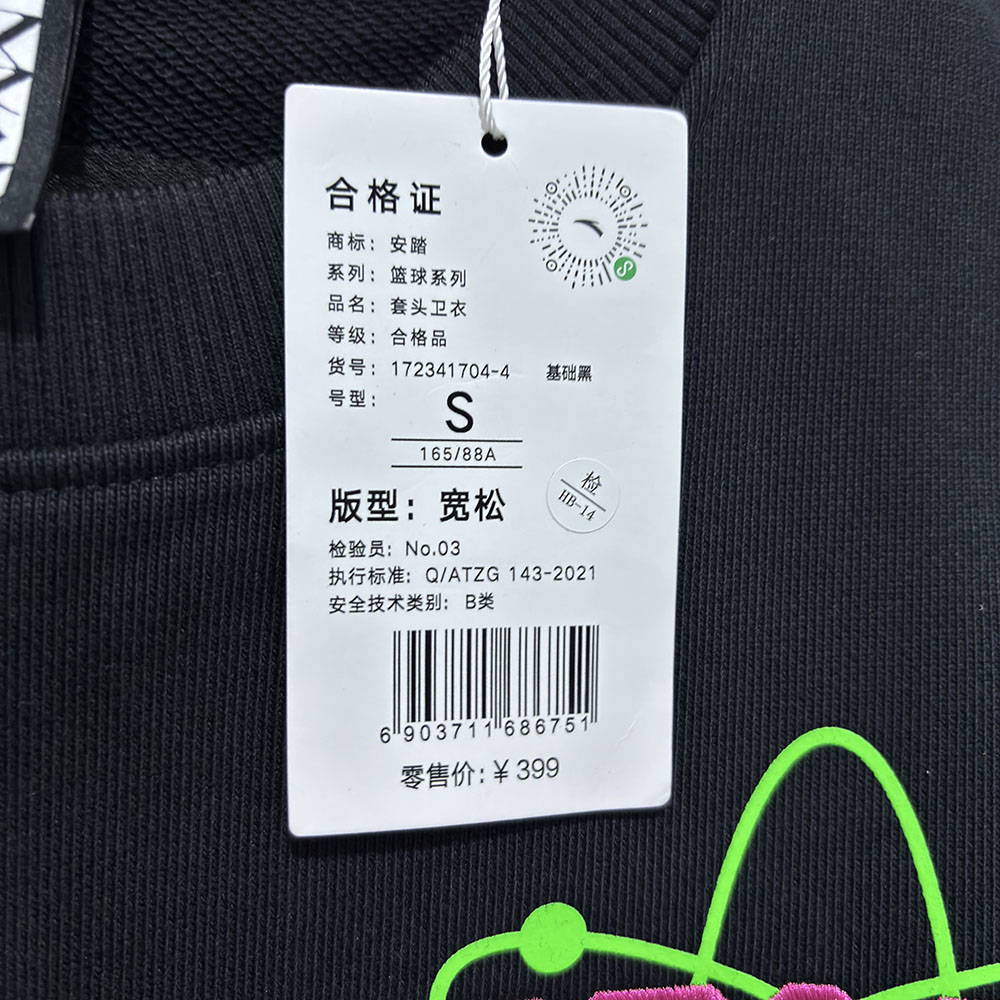 合格证
商标：安踏
系列：篮球系列
品名：套头卫衣
等级：合格品
货号：172341704-4 基础黑
号型：S
165/88A
版型：宽松
检
HB-14
检验员：No.03
执行标准：Q/ATZG 143-2021
安全技术类别：B类
6 903711 686751
零售价：¥399